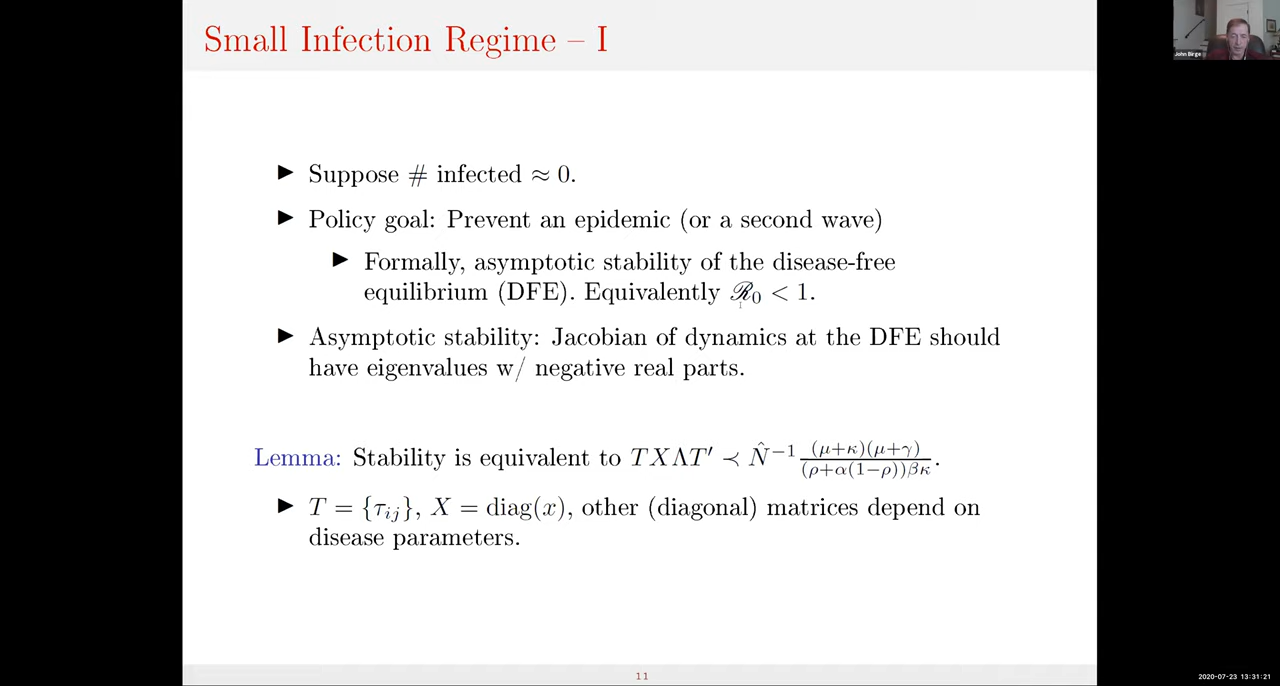 Small Infection Regime – I
John Birge
▶ Suppose # infected ≈ 0.
▶ Policy goal: Prevent an epidemic (or a second wave)
▶ Formally, asymptotic stability of the disease-free
equilibrium (DFE). Equivalently ℛ₀ < 1.
▶ Asymptotic stability: Jacobian of dynamics at the DFE should
have eigenvalues w/ negative real parts.
Lemma: Stability is equivalent to TXΛT′ ≺ N̂⁻¹ (μ+κ)(μ+γ)/((ρ+α(1−ρ))βκ).
▶ T = {τᵢⱼ}, X = diag(x), other (diagonal) matrices depend on
disease parameters.
11
2020-07-23 13:31:21